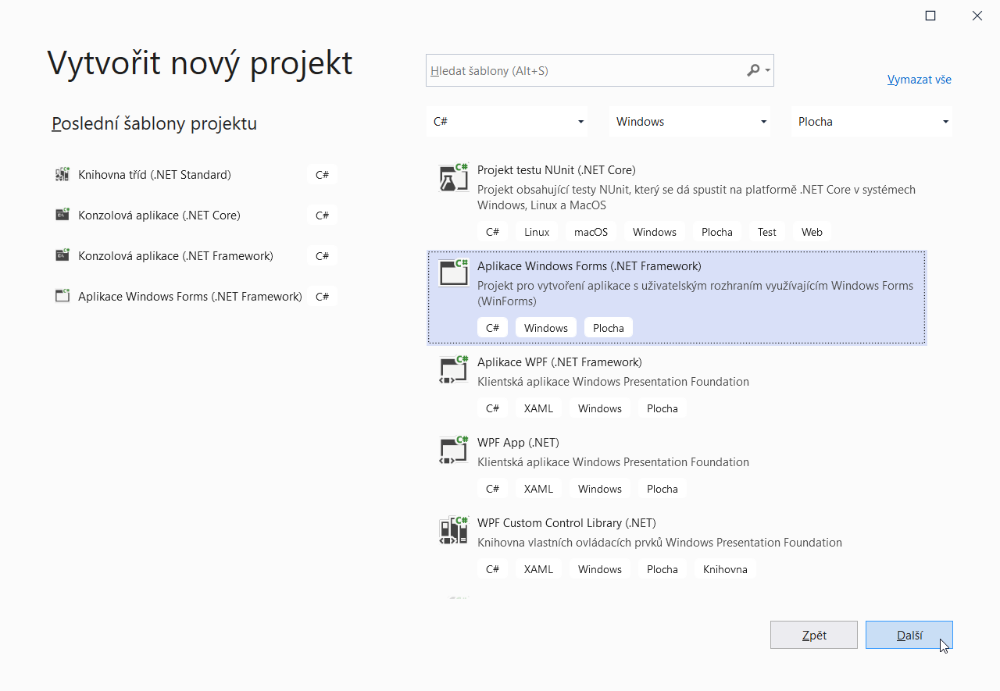 Vytvořit nový projekt
Hledat šablony (Alt+S)
Vymazat vše
Poslední šablony projektu
C#
Windows
Plocha
Knihovna tříd (.NET Standard)
C#
Konzolová aplikace (.NET Core)
C#
Konzolová aplikace (.NET Framework)
C#
Aplikace Windows Forms (.NET Framework)
C#
Projekt testu NUnit (.NET Core)
Projekt obsahující testy NUnit, který se dá spustit na platformě .NET Core v systémech
Windows, Linux a MacOS
C# Linux macOS Windows Plocha Test Web
Aplikace Windows Forms (.NET Framework)
Projekt pro vytvoření aplikace s uživatelským rozhraním využívajícím Windows Forms
(WinForms)
C# Windows Plocha
Aplikace WPF (.NET Framework)
Klientská aplikace Windows Presentation Foundation
C# XAML Windows Plocha
WPF App (.NET)
Klientská aplikace Windows Presentation Foundation
C# XAML Windows Plocha
WPF Custom Control Library (.NET)
Knihovna vlastních ovládacích prvků Windows Presentation Foundation
C# XAML Windows Plocha Knihovna
Zpět
Další